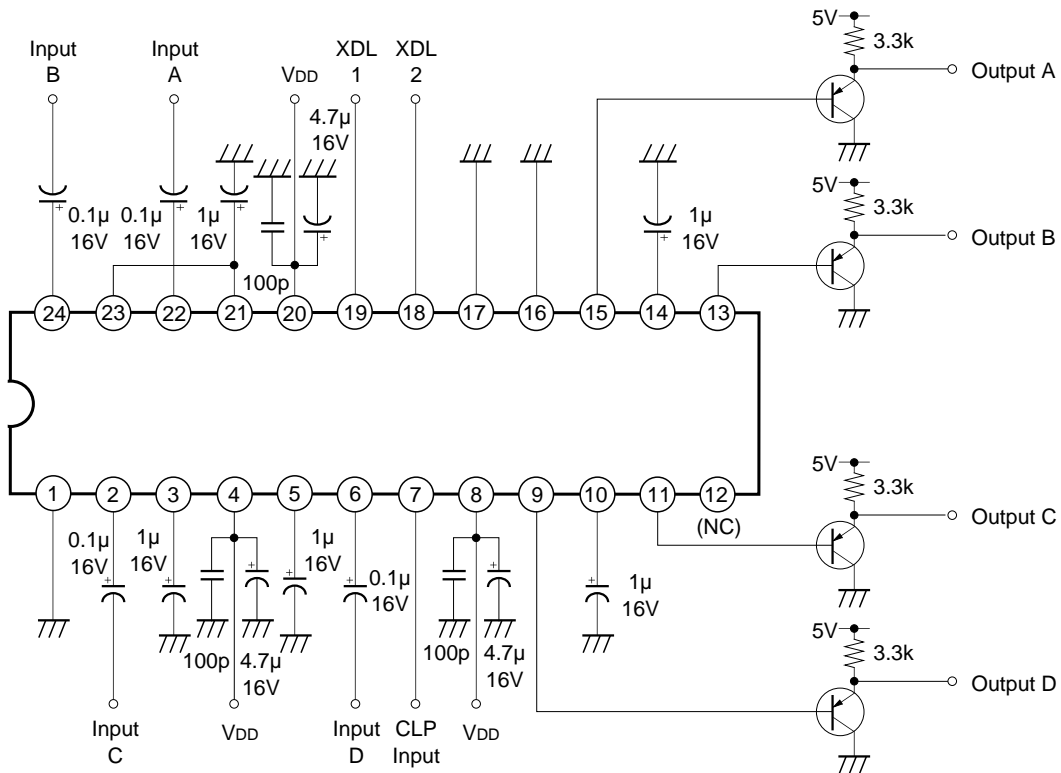 5V
3.3k
Output A
Input
B
Input
A
VDD
XDL
1
XDL
2
4.7µ
16V
5V
3.3k
Output B
0.1µ
16V
0.1µ
16V
1µ
16V
100p
1µ
16V
24
23
22
21
20
19
18
17
16
15
14
13
1
2
3
4
5
6
7
8
9
10
11
12
(NC)
5V
3.3k
Output C
0.1µ
16V
1µ
16V
1µ
16V
0.1µ
16V
1µ
16V
100p
4.7µ
16V
100p
4.7µ
16V
5V
3.3k
Output D
Input
C
VDD
Input
D
CLP
Input
VDD